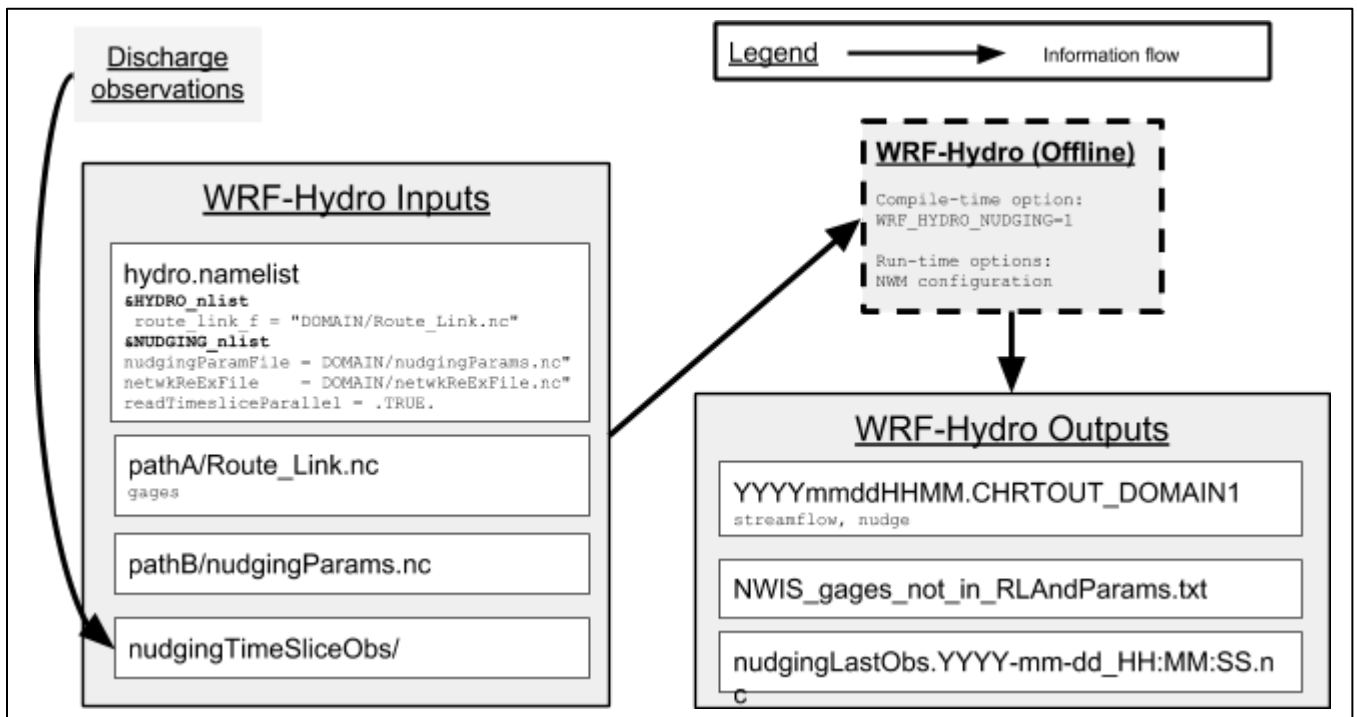 Discharge
observations
Legend
Information flow
WRF-Hydro Inputs
hydro.namelist
&HYDRO_nlist
route_link_f = "DOMAIN/Route_Link.nc"
&NUDGING_nlist
nudgingParamFile = DOMAIN/nudgingParams.nc"
netwkReExFile = DOMAIN/netwkReExFile.nc"
readTimesliceParallel = .TRUE.
pathA/Route_Link.nc
gages
pathB/nudgingParams.nc
nudgingTimeSliceObs/
WRF-Hydro (Offline)
Compile-time option:
WRF_HYDRO_NUDGING=1
Run-time options:
NWM configuration
WRF-Hydro Outputs
YYYYmmddHHMM.CHRTOUT_DOMAIN1
streamflow, nudge
NWIS_gages_not_in_RLAndParams.txt
nudgingLastObs.YYYY-mm-dd_HH:MM:SS.n
c